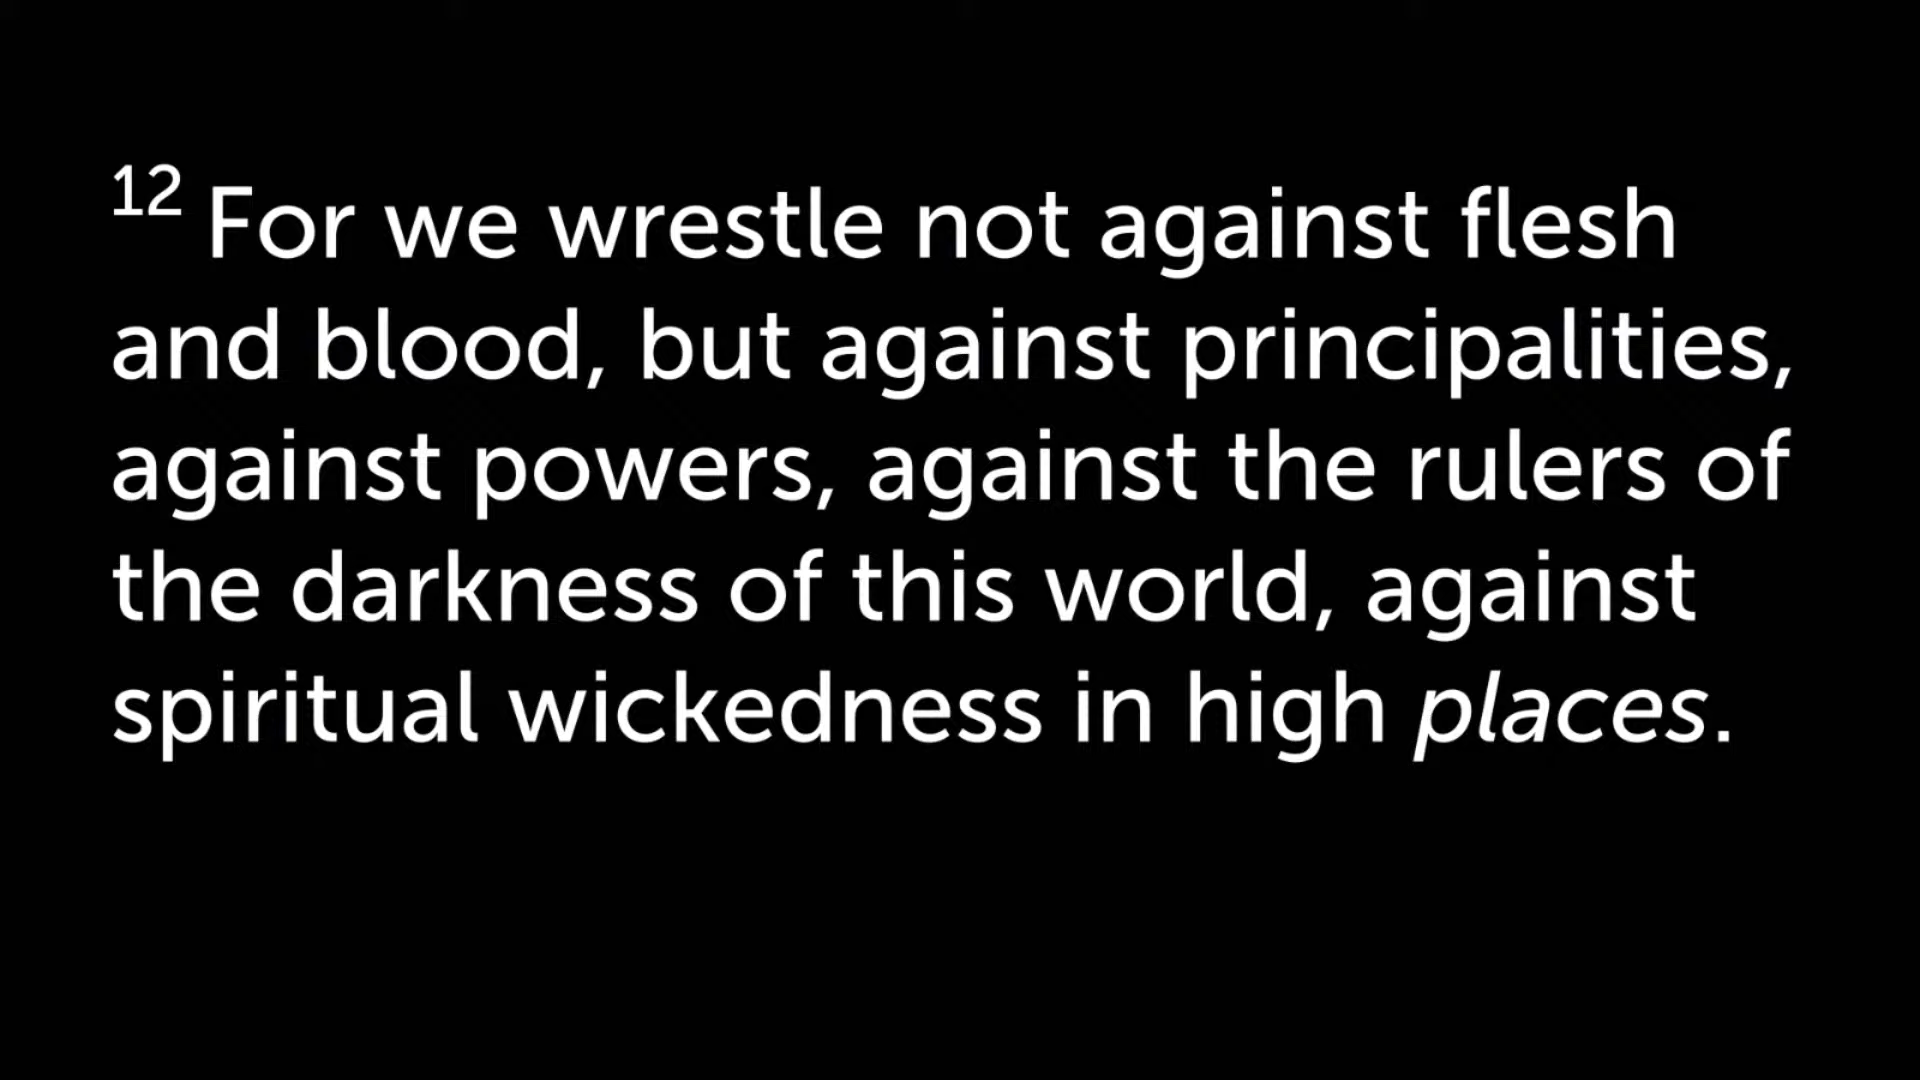 12 For we wrestle not against flesh
and blood, but against principalities,
against powers, against the rulers of
the darkness of this world, against
spiritual wickedness in high places.